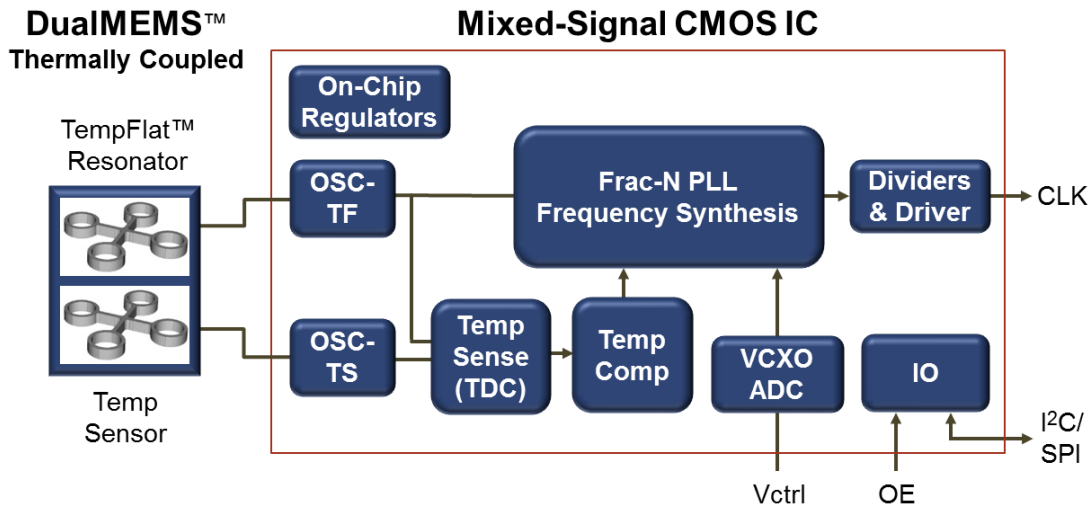 DualMEMS™
Thermally Coupled
Mixed-Signal CMOS IC
TempFlat™
Resonator
Temp
Sensor
On-Chip
Regulators
OSC-
TF
OSC-
TS
Frac-N PLL
Frequency Synthesis
Dividers
& Driver
CLK
Temp
Sense
(TDC)
Temp
Comp
VCXO
ADC
IO
I²C/
SPI
Vctrl
OE